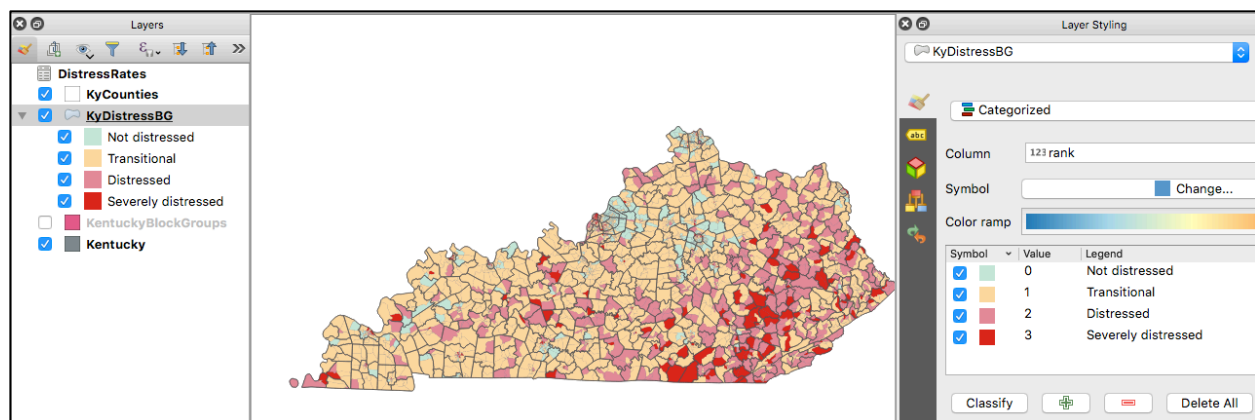 Layers
DistressRates
KyCounties
KyDistressBG
Not distressed
Transitional
Distressed
Severely distressed
KentuckyBlockGroups
Kentucky
Layer Styling
KyDistressBG
abc
Categorized
Column 123 rank
Symbol Change...
Color ramp
Symbol Value Legend
0 Not distressed
1 Transitional
2 Distressed
3 Severely distressed
Classify Delete All